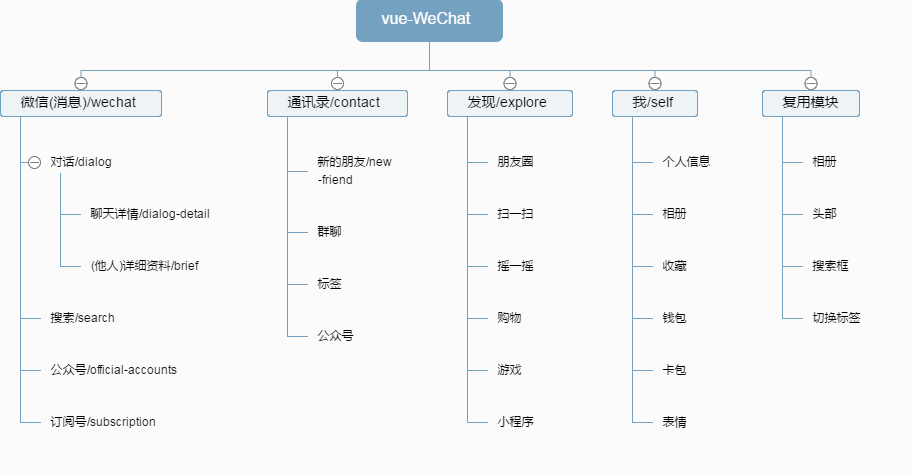 vue-WeChat
微信(消息)/wechat
对话/dialog
聊天详情/dialog-detail
(他人)详细资料/brief
搜索/search
公众号/official-accounts
订阅号/subscription
通讯录/contact
新的朋友/new
-friend
群聊
标签
公众号
发现/explore
朋友圈
扫一扫
摇一摇
购物
游戏
小程序
我/self
个人信息
相册
收藏
钱包
卡包
表情
复用模块
相册
头部
搜索框
切换标签